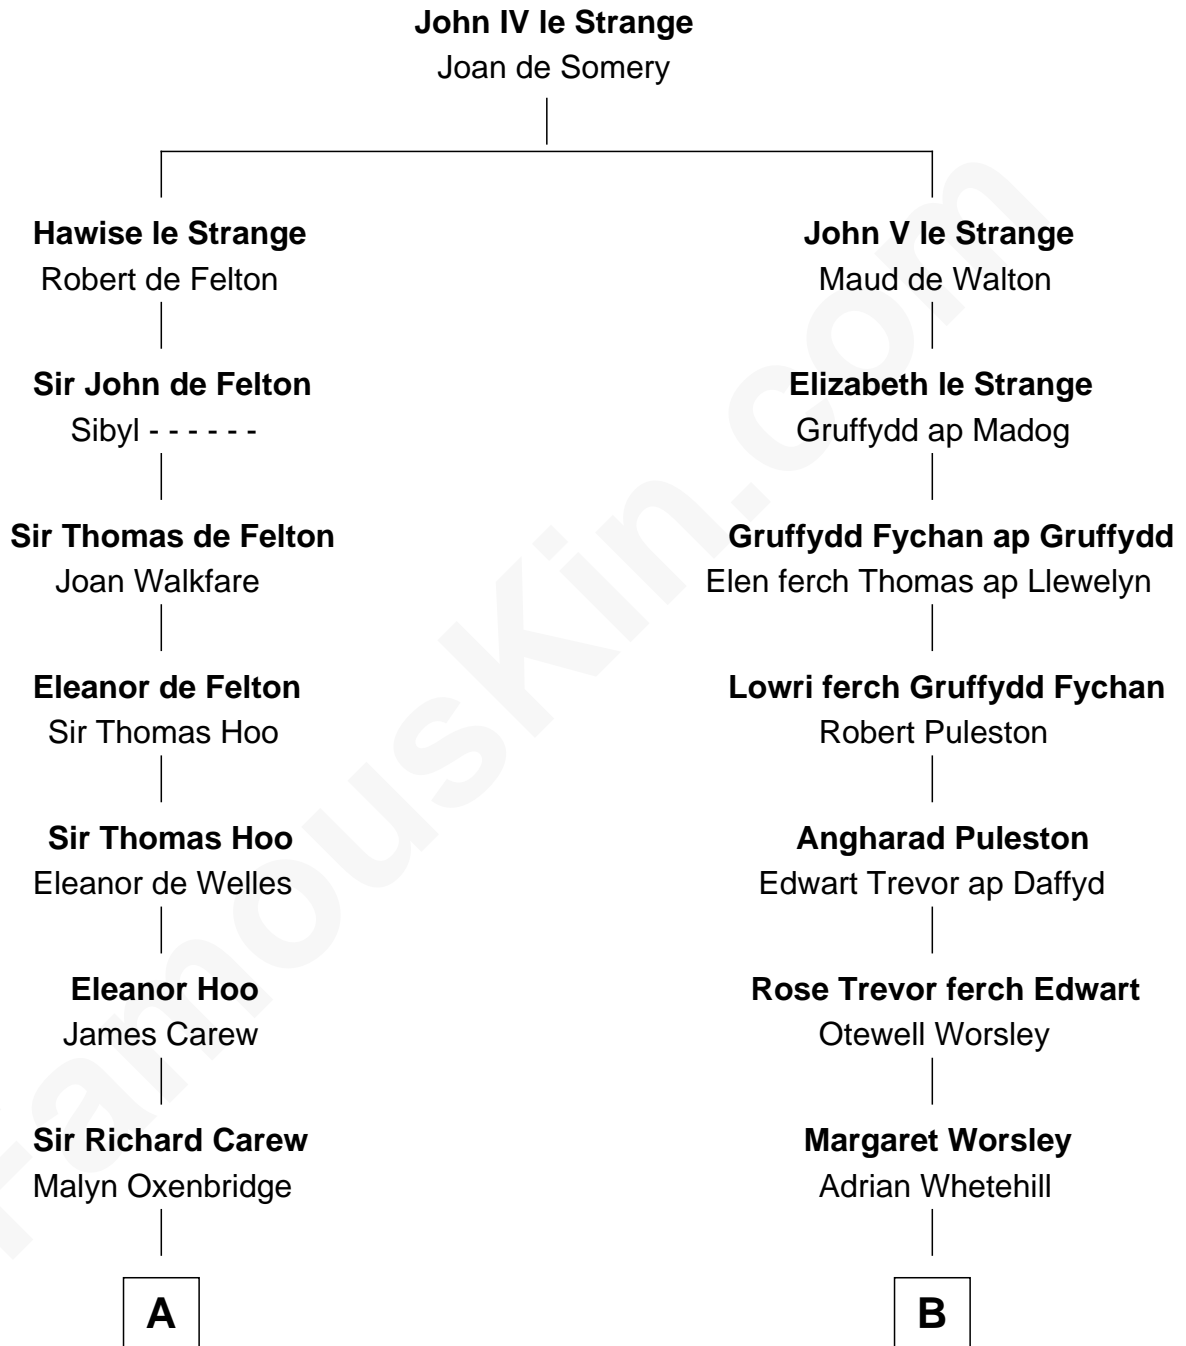 John IV le Strange
Joan de Somery
Hawise le Strange
Robert de Felton
John V le Strange
Maud de Walton
Sir John de Felton
Sibyl - - - - - -
Elizabeth le Strange
Gruffydd ap Madog
Sir Thomas de Felton
Joan Walkfare
Gruffydd Fychan ap Gruffydd
Elen ferch Thomas ap Llewelyn
Eleanor de Felton
Sir Thomas Hoo
Lowri ferch Gruffydd Fychan
Robert Puleston
Sir Thomas Hoo
Eleanor de Welles
Angharad Puleston
Edwart Trevor ap Daffyd
Eleanor Hoo
James Carew
Rose Trevor ferch Edwart
Otewell Worsley
Sir Richard Carew
Malyn Oxenbridge
Margaret Worsley
Adrian Whetehill
A
B
FamousKin.com